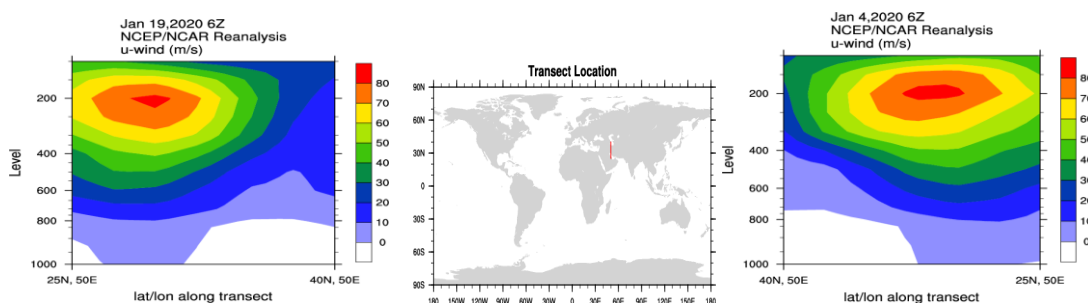 Jan 19,2020 6Z
NCEP/NCAR Reanalysis
u-wind (m/s)
Level
200
400
600
800
1000
25N, 50E
40N, 50E
lat/lon along transect
80
70
60
50
40
30
20
10
0
Transect Location
90N
60N
30N
0
30S
60S
90S
180 150W 120W 90W 60W 30W 0 30E 60E 90E 120E 150E 180
Jan 4,2020 6Z
NCEP/NCAR Reanalysis
u-wind (m/s)
Level
200
400
600
800
1000
40N, 50E
25N, 50E
lat/lon along transect
80
70
60
50
40
30
20
10
0